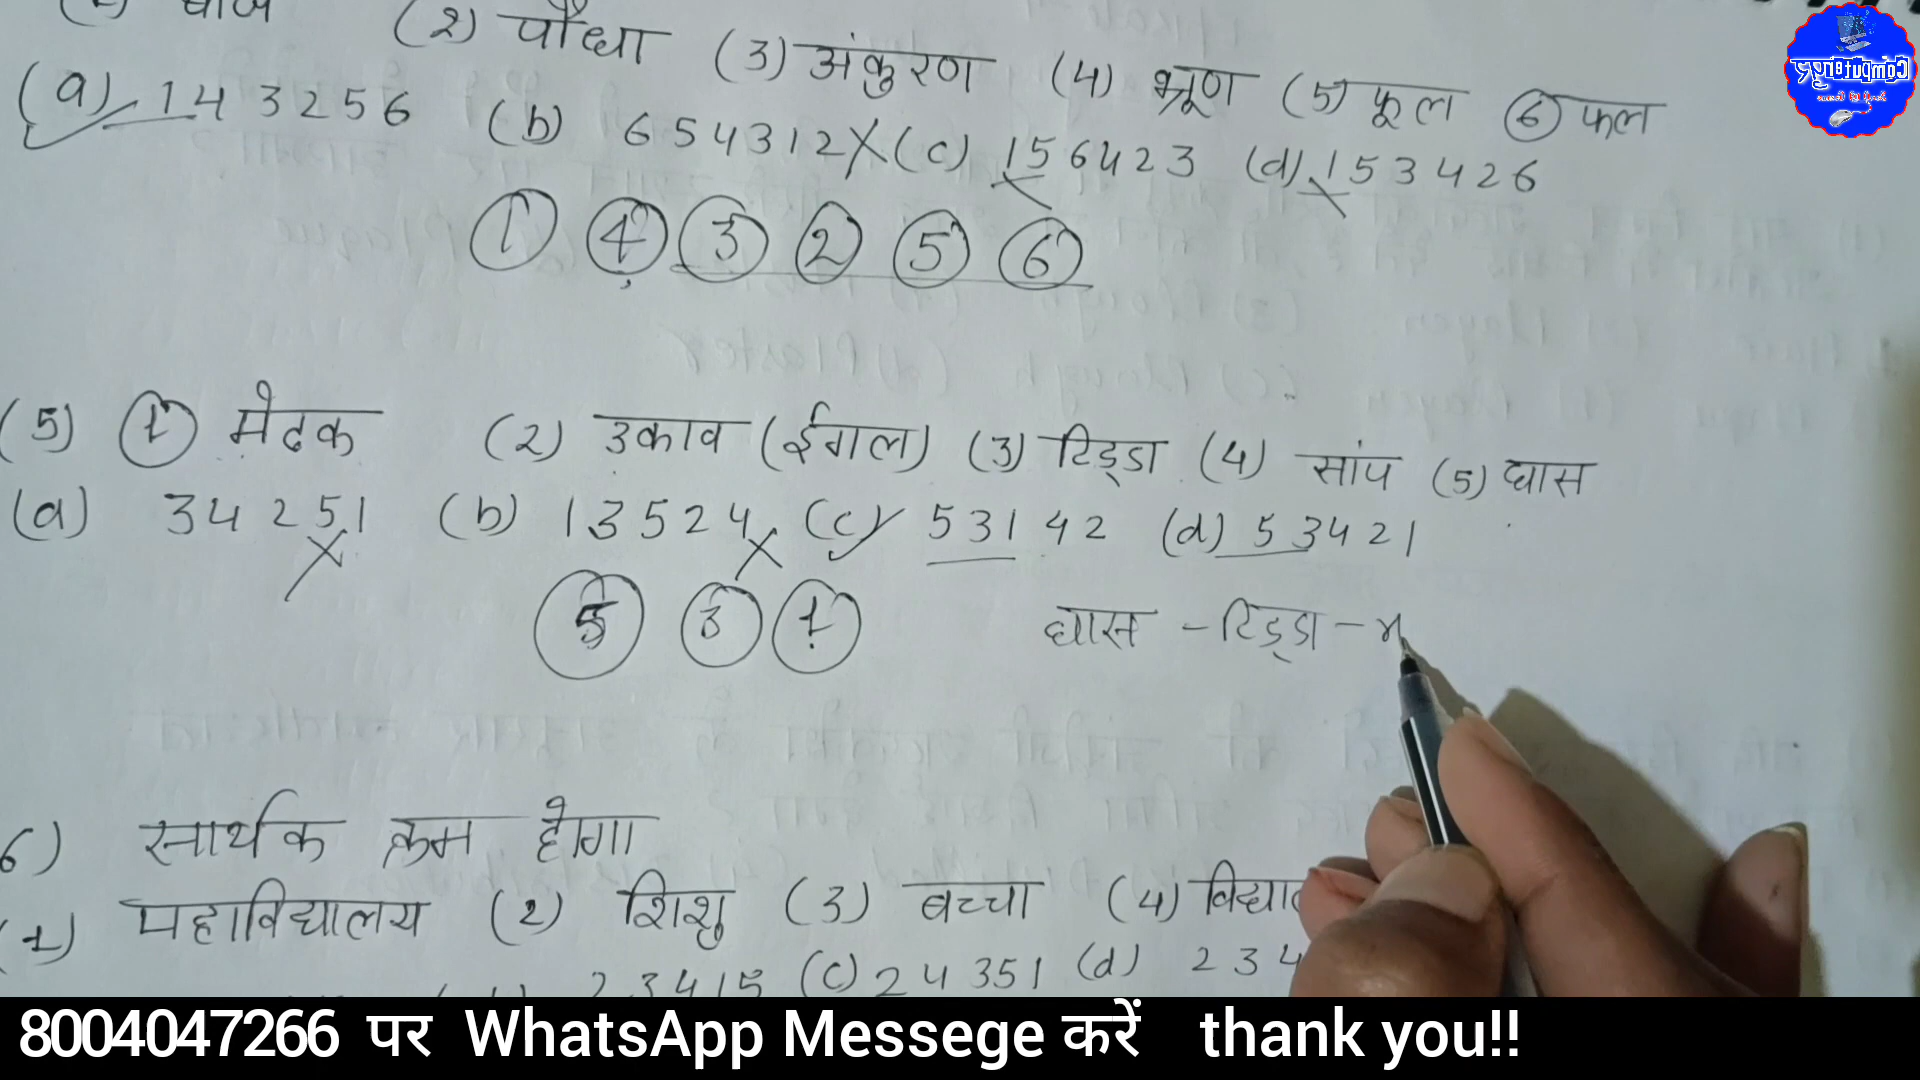 (2) पौधा (3) अंकुरण (4) भ्रूण (5) फूल (6) फल
(a) 143256 (b) 654312 (c) 156423 (d) 153426
1 4 3 2 5 6
(5) (1) मेढक (2) उकाव (ईगल) (3) टिड्डा (4) सांप (5) घास
(a) 34251 (b) 13524 (c) 53142 (d) 53421
5 3 1 घास - टिड्डा -
6) सार्थक क्रम होगा
(1) महाविद्यालय (2) शिशु (3) बच्चा (4)
23415 (c) 24351 (d) 234
8004047266 पर WhatsApp Messege करें thank you!!